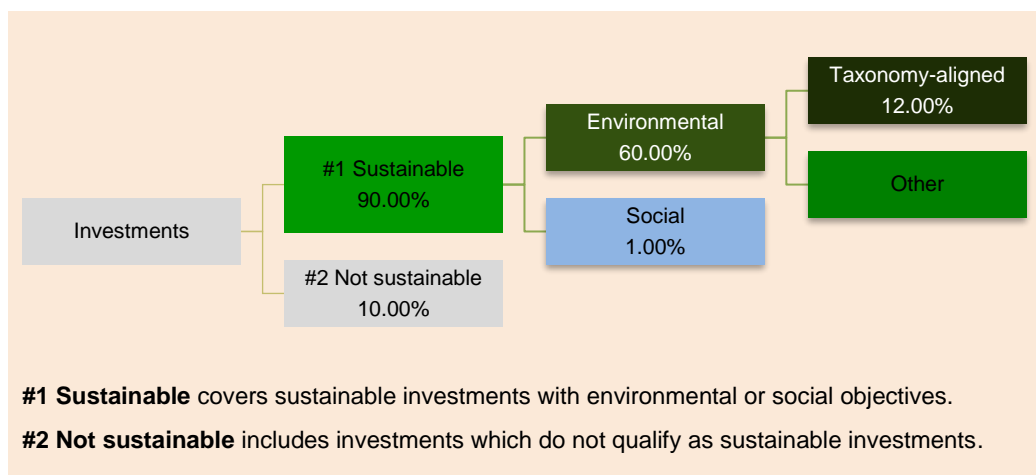 Investments
#1 Sustainable
90.00%
#2 Not sustainable
10.00%
Environmental
60.00%
Social
1.00%
Taxonomy-aligned
12.00%
Other
#1 Sustainable covers sustainable investments with environmental or social objectives.
#2 Not sustainable includes investments which do not qualify as sustainable investments.